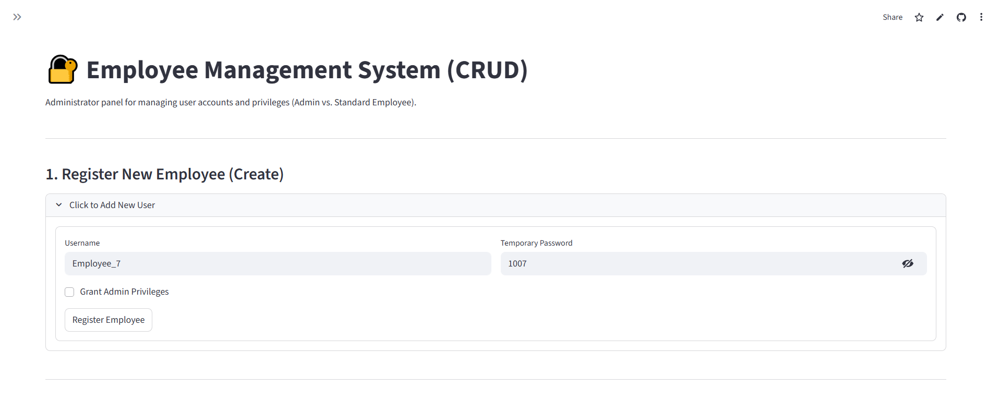 Share
Employee Management System (CRUD)
Administrator panel for managing user accounts and privileges (Admin vs. Standard Employee).
1. Register New Employee (Create)
Click to Add New User
Username
Temporary Password
Employee_7
1007
Grant Admin Privileges
Register Employee